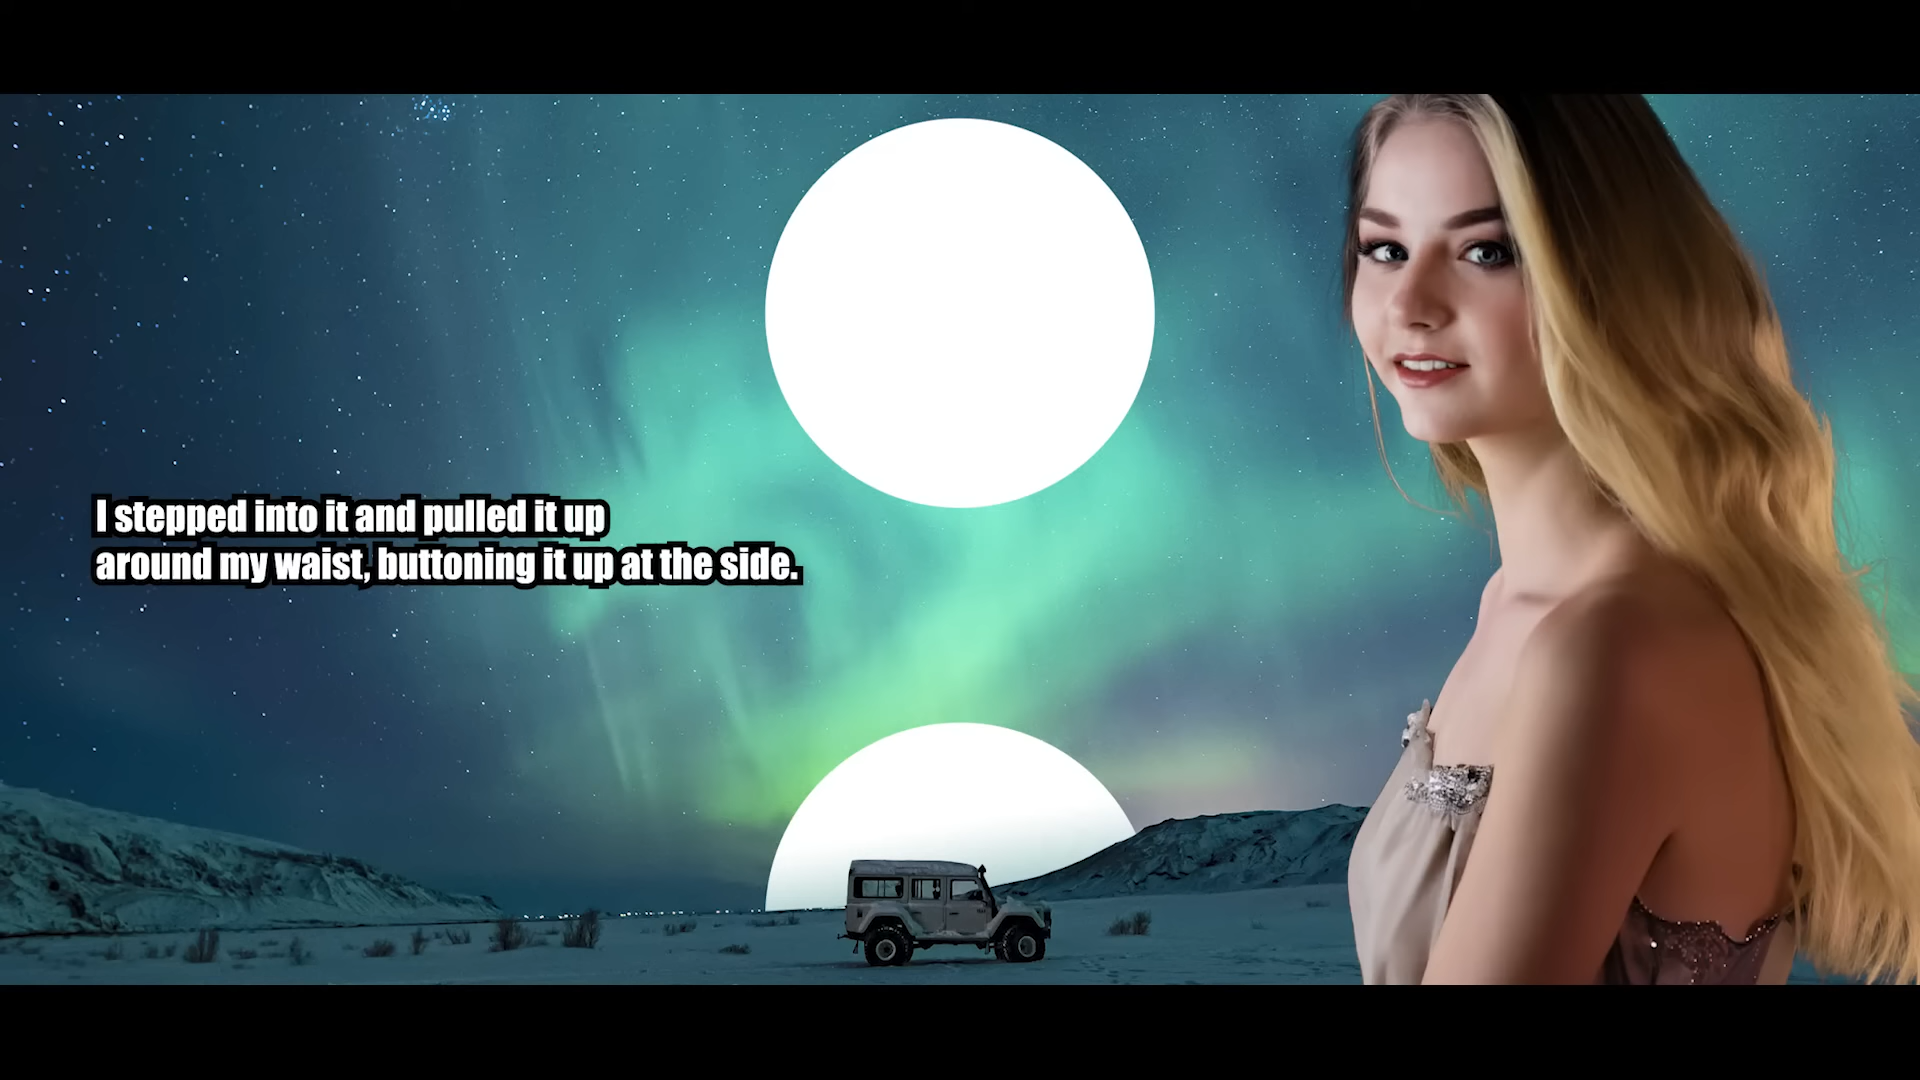 I stepped into it and pulled it up
around my waist, buttoning it up at the side.